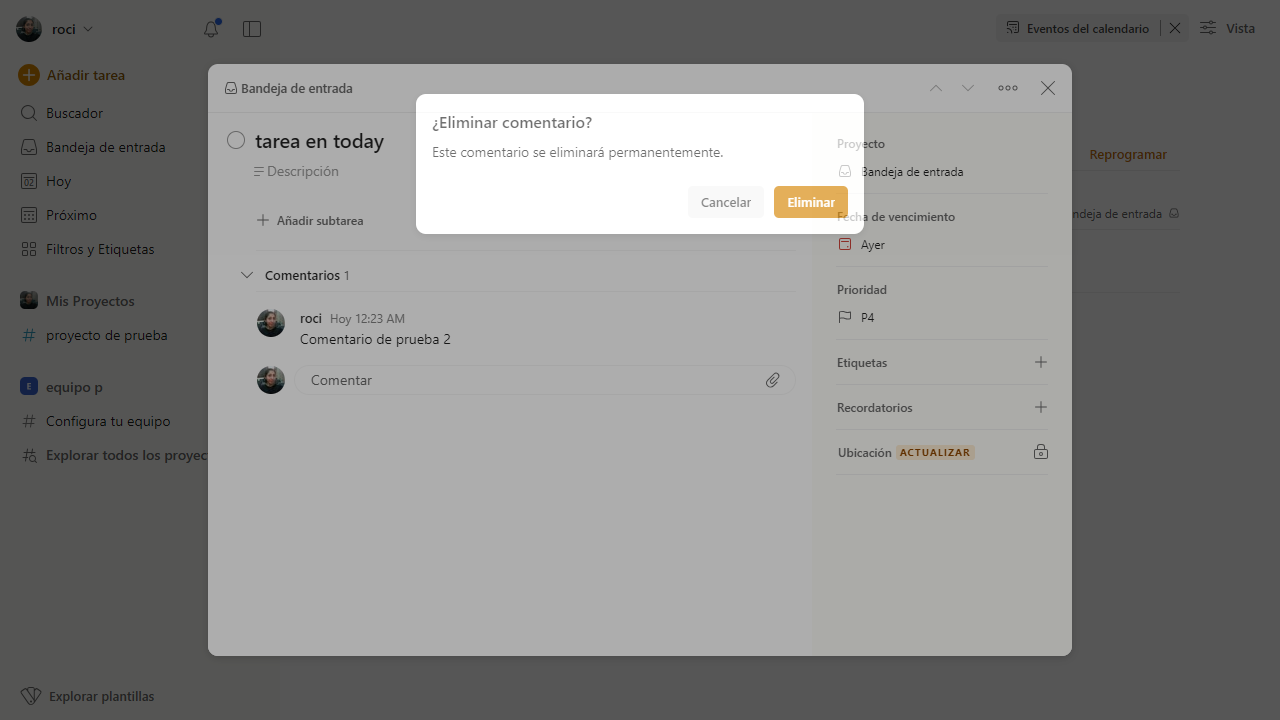 roci
Eventos del calendario
Vista
Añadir tarea
Buscador
Bandeja de entrada
Hoy
02
Próximo
Filtros y Etiquetas
Mis Proyectos
proyecto de prueba
E
equipo p
Configura tu equipo
Explorar todos los proyec
Explorar plantillas
Bandeja de entrada
tarea en today
Descripción
Añadir subtarea
Comentarios 1
roci Hoy 12:23 AM
Comentario de prueba 2
Comentar
¿Eliminar comentario?
Este comentario se eliminará permanentemente.
Cancelar
Eliminar
Proyecto
Bandeja de entrada
Fecha de vencimiento
Ayer
Prioridad
P4
Etiquetas
Recordatorios
Ubicación ACTUALIZAR
Reprogramar
ndeja de entrada